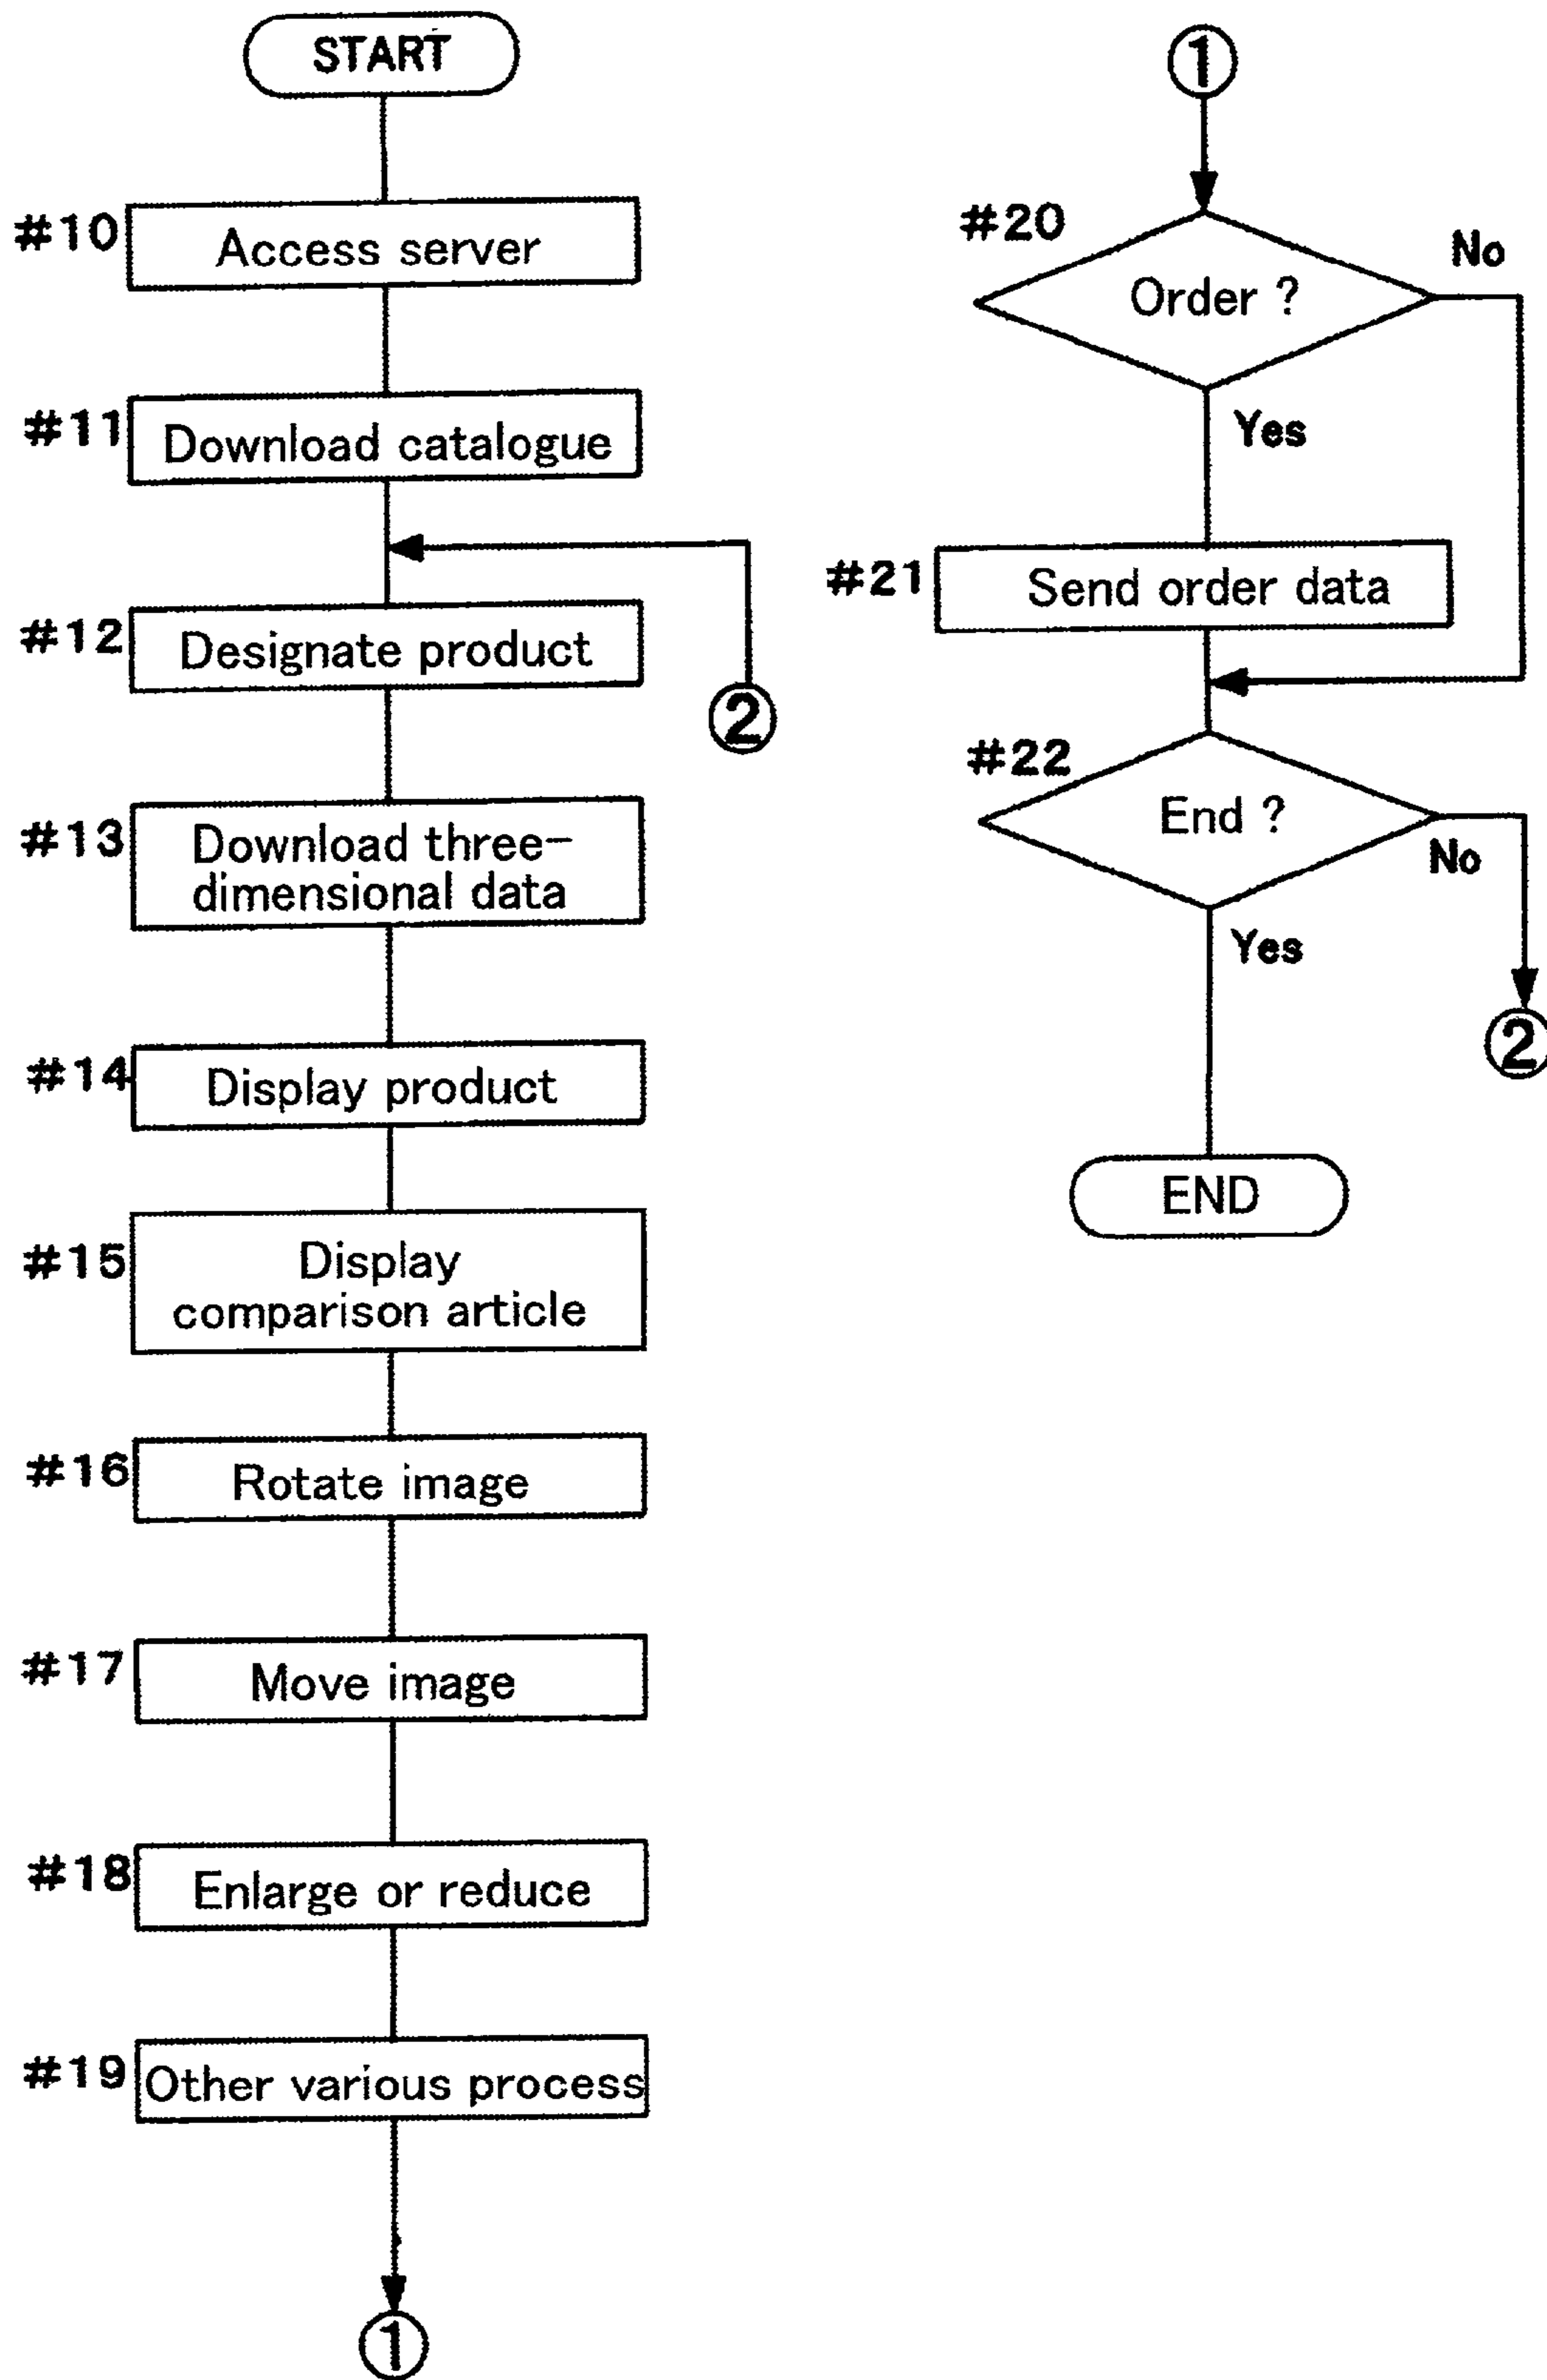 START
#10
Access server
#11
Download catalogue
#12
Designate product
②
#13
Download three-
dimensional data
#14
Display product
#15
Display
comparison article
#16
Rotate image
#17
Move image
#18
Enlarge or reduce
#19
Other various process
①
①
#20
Order ?
No
Yes
#21
Send order data
#22
End ?
No
Yes
②
END